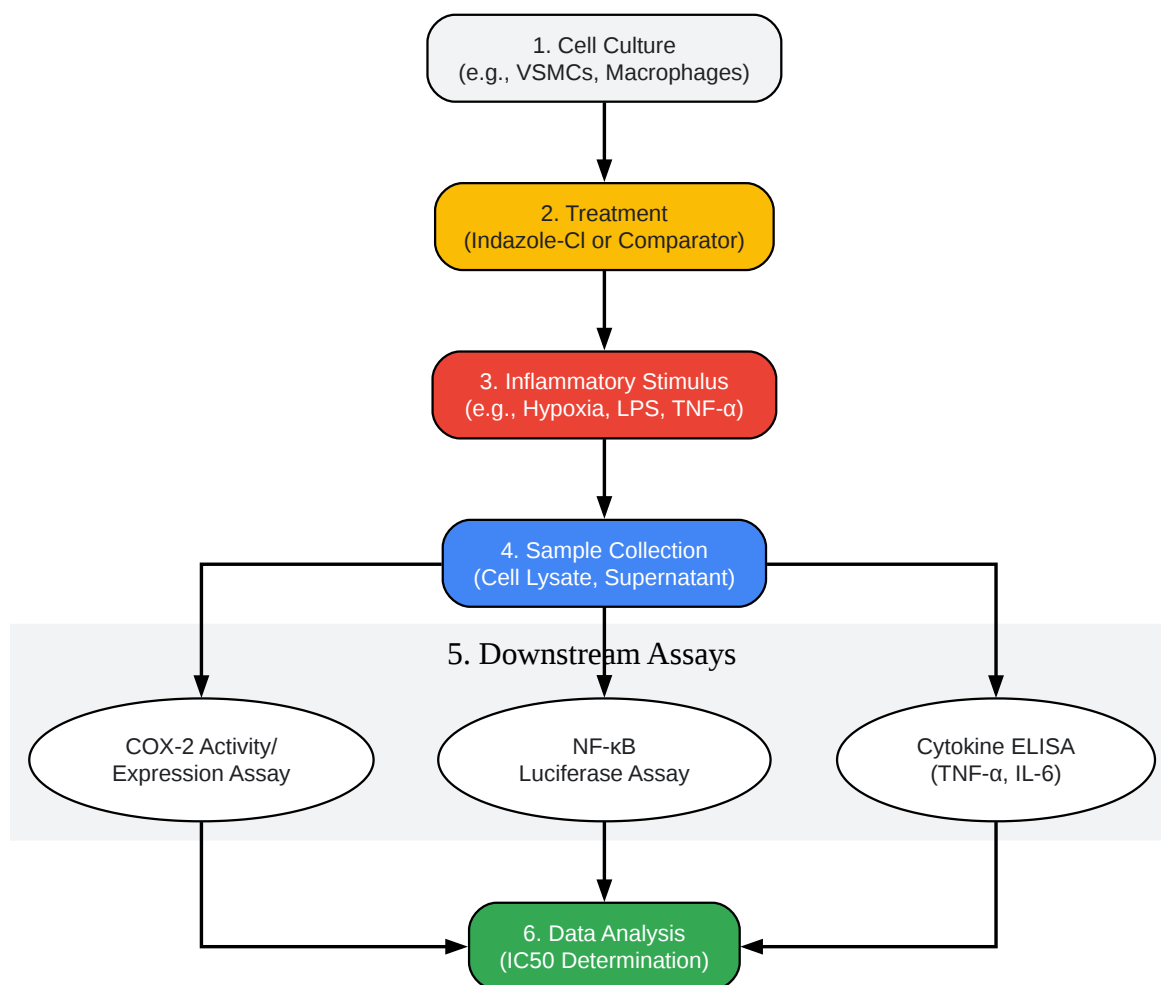 1. Cell Culture
(e.g., VSMCs, Macrophages)
2. Treatment
(Indazole-Cl or Comparator)
3. Inflammatory Stimulus
(e.g., Hypoxia, LPS, TNF-α)
4. Sample Collection
(Cell Lysate, Supernatant)
5. Downstream Assays
COX-2 Activity/
Expression Assay
NF-κB
Luciferase Assay
Cytokine ELISA
(TNF-α, IL-6)
6. Data Analysis
(IC50 Determination)